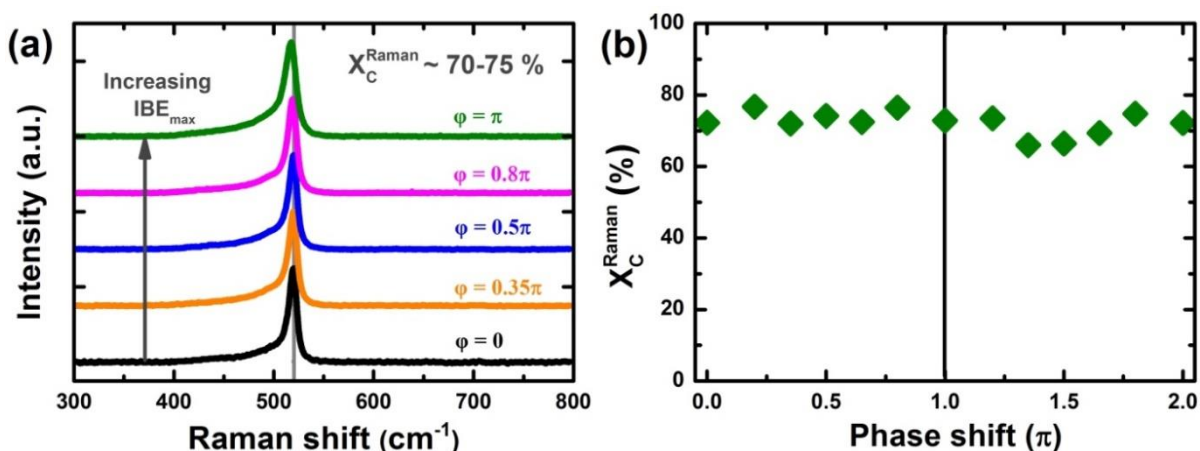 (a)
Increasing
IBEmax
X_C^Raman ~ 70-75 %
φ = π
φ = 0.8π
φ = 0.5π
φ = 0.35π
φ = 0
Intensity (a.u.)
300 400 500 600 700 800
Raman shift (cm⁻¹)
(b)
100
80
60
40
20
0
X_C^Raman (%)
0.0 0.5 1.0 1.5 2.0
Phase shift (π)